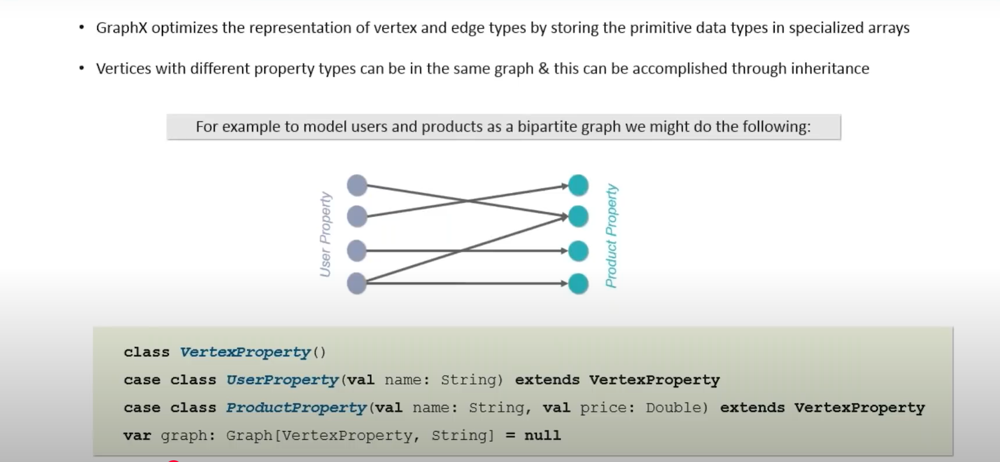 • GraphX optimizes the representation of vertex and edge types by storing the primitive data types in specialized arrays
• Vertices with different property types can be in the same graph & this can be accomplished through inheritance
For example to model users and products as a bipartite graph we might do the following:
User Property
Product Property
class VertexProperty()
case class UserProperty(val name: String) extends VertexProperty
case class ProductProperty(val name: String, val price: Double) extends VertexProperty
var graph: Graph[VertexProperty, String] = null